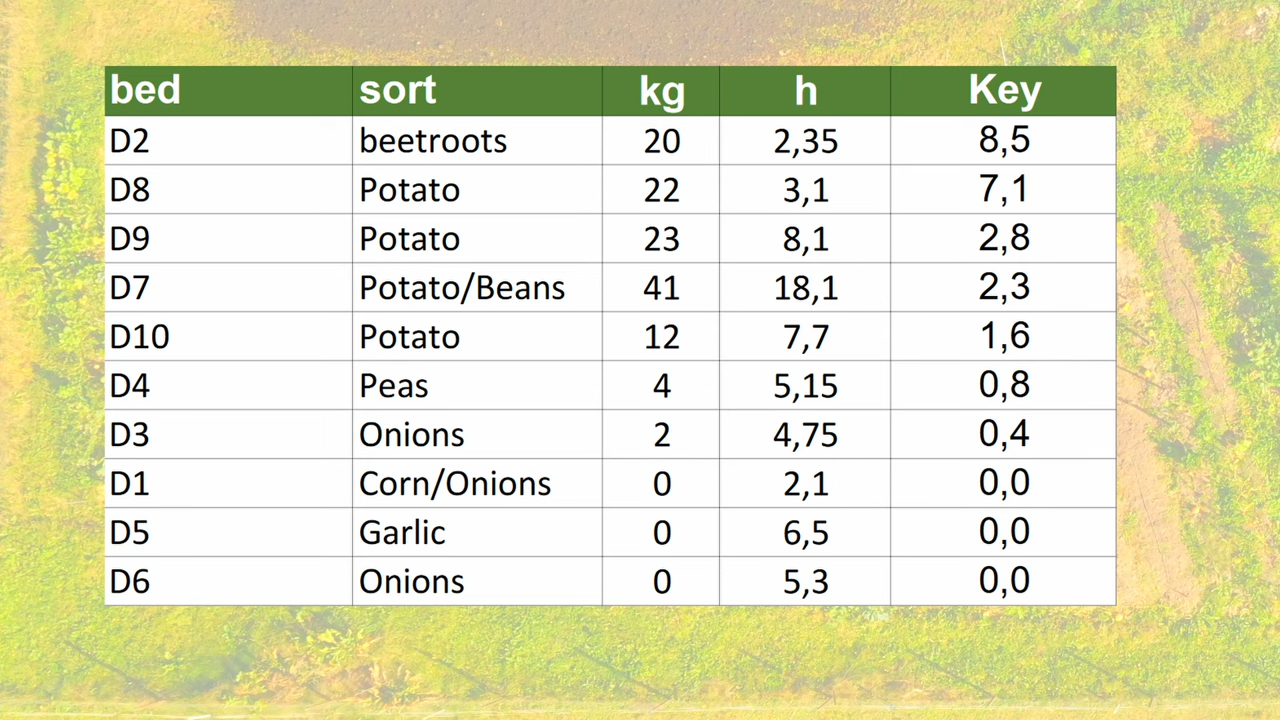 bed sort kg h Key
D2 beetroots 20 2,35 8,5
D8 Potato 22 3,1 7,1
D9 Potato 23 8,1 2,8
D7 Potato/Beans 41 18,1 2,3
D10 Potato 12 7,7 1,6
D4 Peas 4 5,15 0,8
D3 Onions 2 4,75 0,4
D1 Corn/Onions 0 2,1 0,0
D5 Garlic 0 6,5 0,0
D6 Onions 0 5,3 0,0